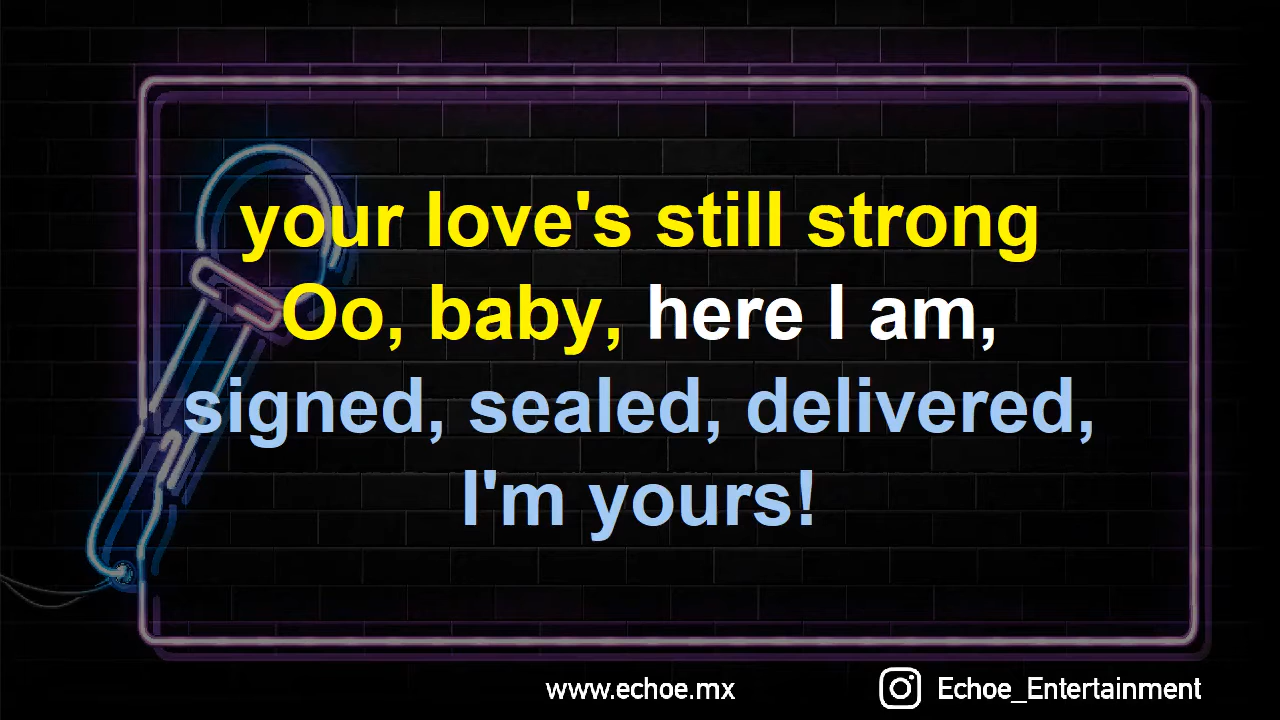 your love's still strong
Oo, baby, here I am,
signed, sealed, delivered,
I'm yours!
www.echoe.mx
Echoe_Entertainment